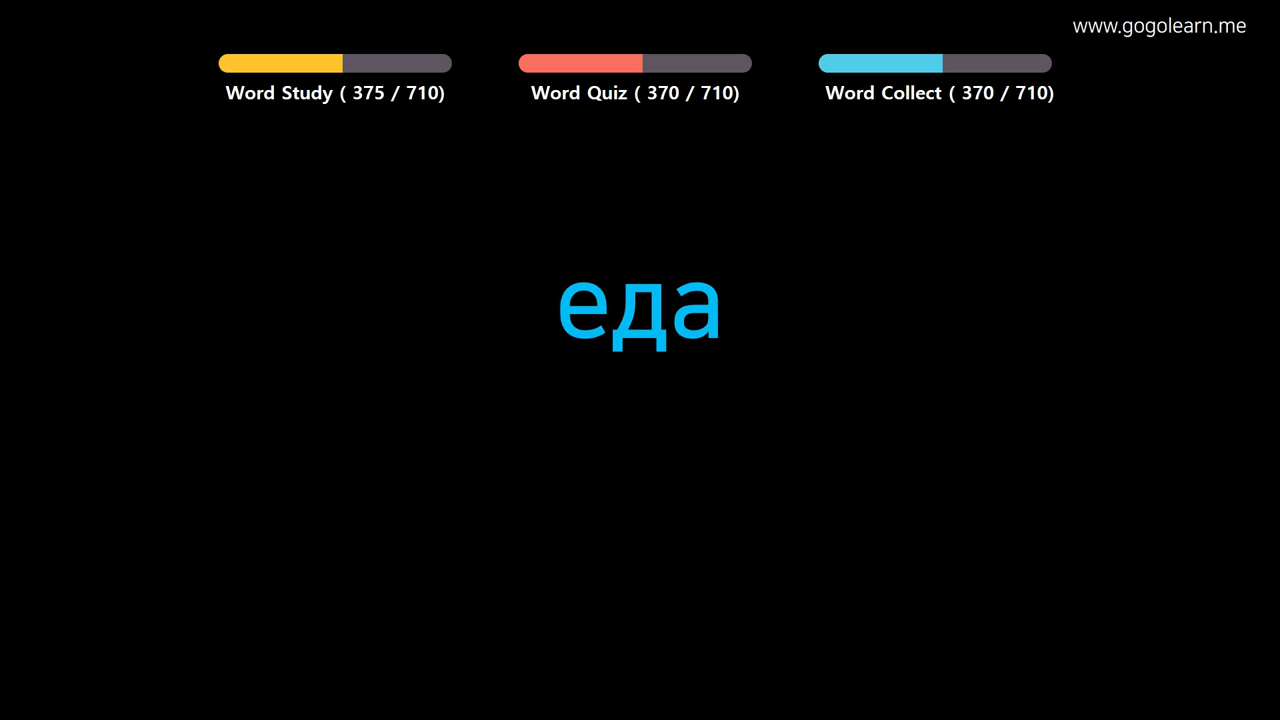 www.gogolearn.me
Word Study ( 375 / 710)
Word Quiz ( 370 / 710)
Word Collect ( 370 / 710)
еда